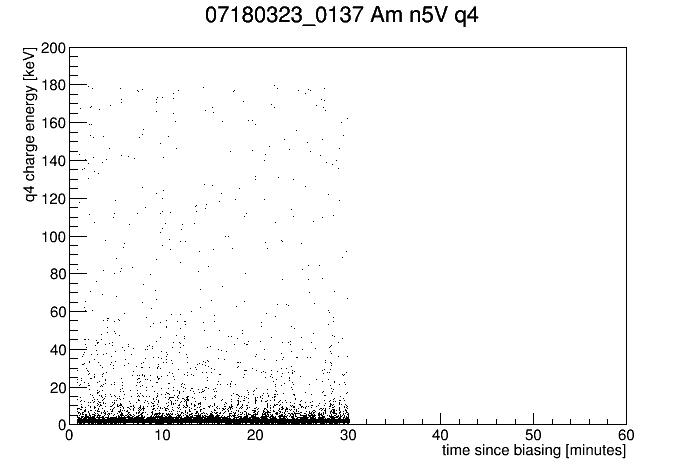 07180323_0137 Am n5V q4
q4 charge energy [keV]
200
180
160
140
120
100
80
60
40
20
0
0 10 20 30 40 50 60
time since biasing [minutes]